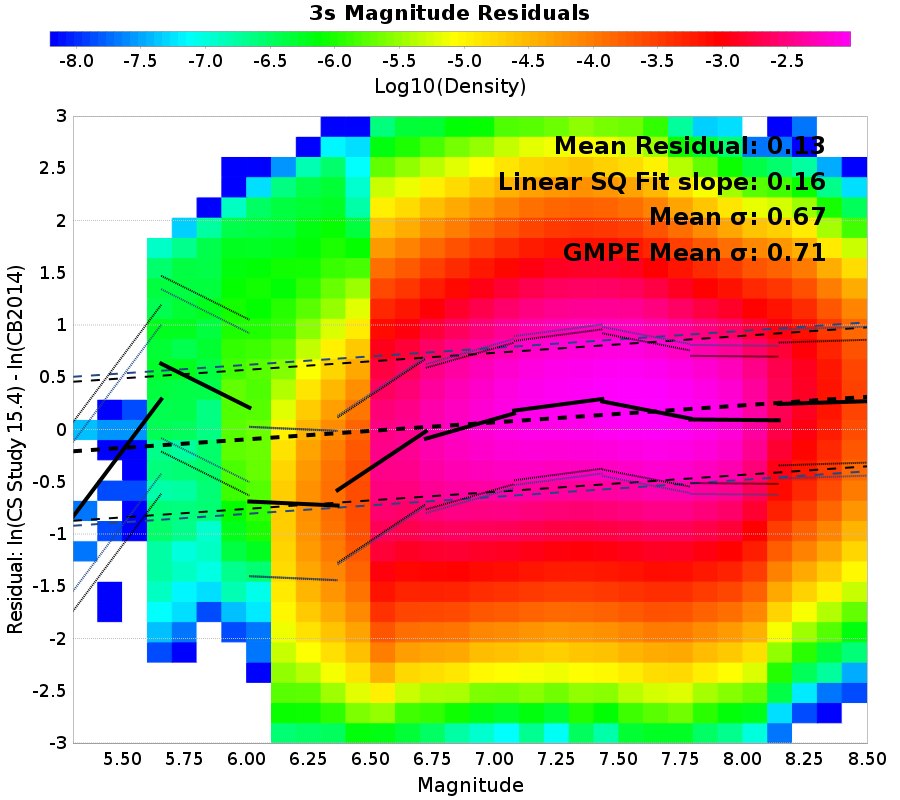 3s Magnitude Residuals
-8.0 -7.5 -7.0 -6.5 -6.0 -5.5 -5.0 -4.5 -4.0 -3.5 -3.0 -2.5
Log10(Density)
Mean Residual: 0.13
Linear SQ Fit slope: 0.16
Mean σ: 0.67
GMPE Mean σ: 0.71
Residual: ln(CS Study 15.4) - ln(CB2014)
3
2.5
2
1.5
1
0.5
0
-0.5
-1
-1.5
-2
-2.5
-3
5.50 5.75 6.00 6.25 6.50 6.75 7.00 7.25 7.50 7.75 8.00 8.25 8.50
Magnitude